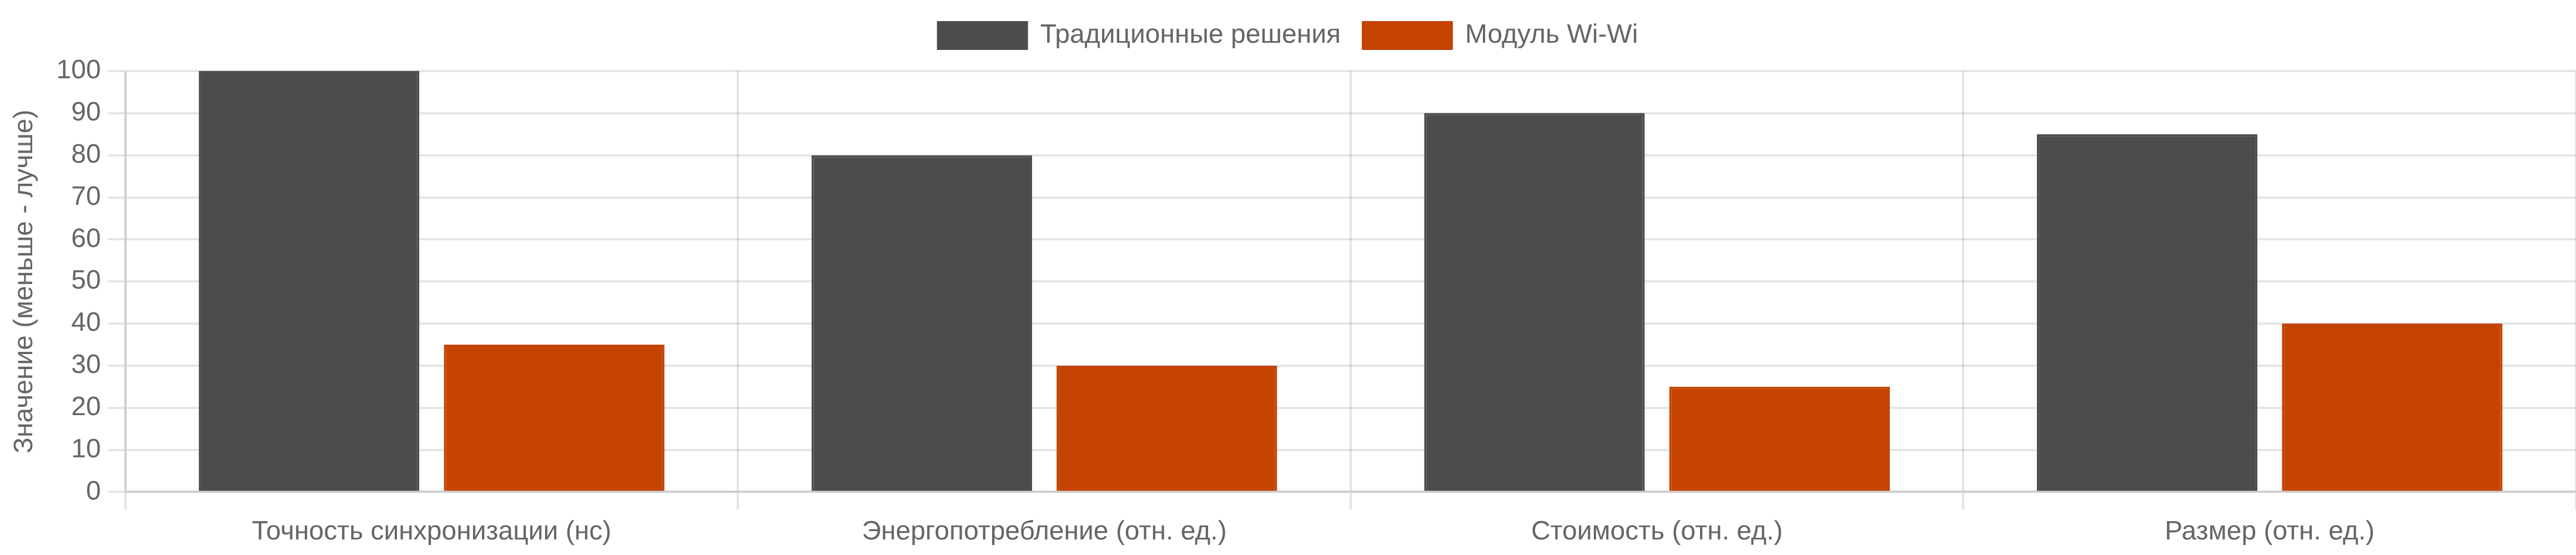 Традиционные решения
Модуль Wi-Wi
Значение (меньше - лучше)
100
90
80
70
60
50
40
30
20
10
0
Точность синхронизации (нс)
Энергопотребление (отн. ед.)
Стоимость (отн. ед.)
Размер (отн. ед.)